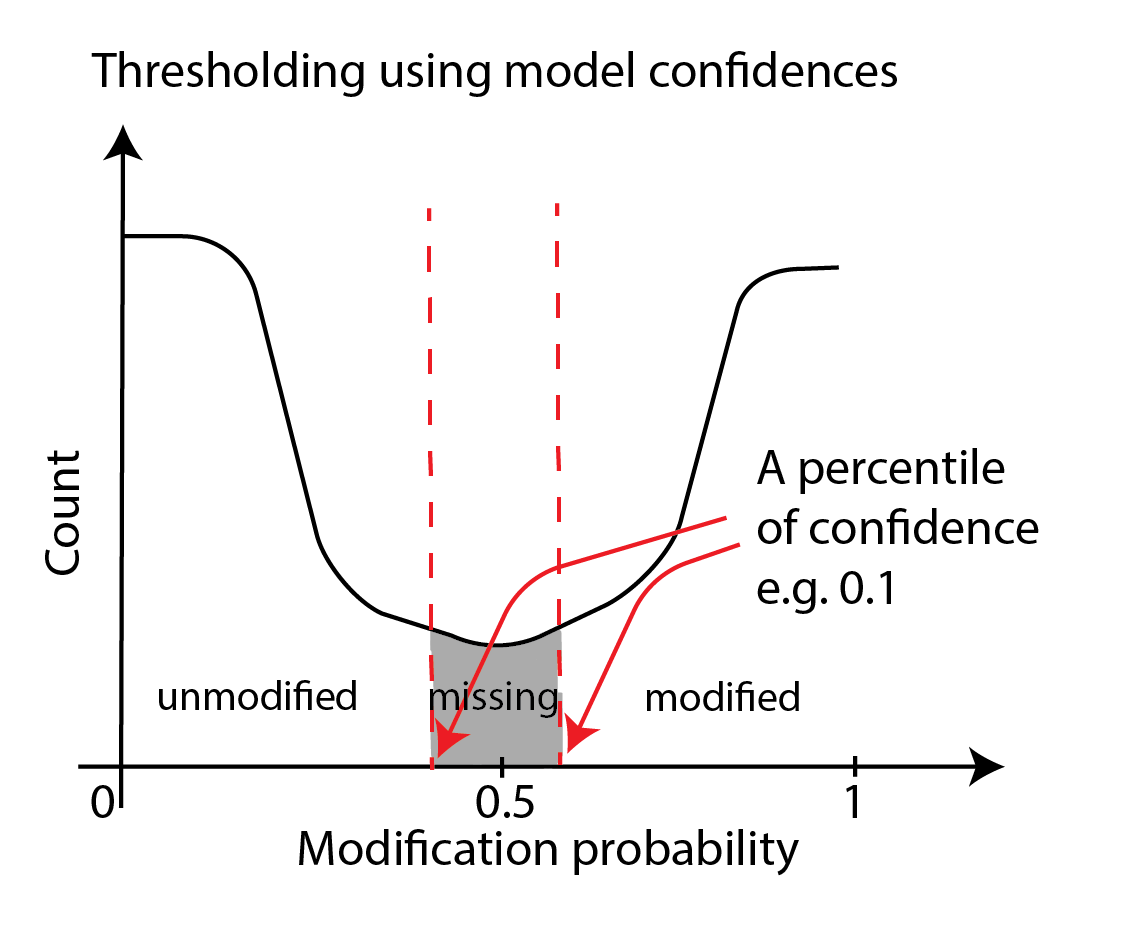 Thresholding using model confidences
Count
A percentile
of confidence
e.g. 0.1
unmodified
missing
modified
0
0.5
1
Modification probability